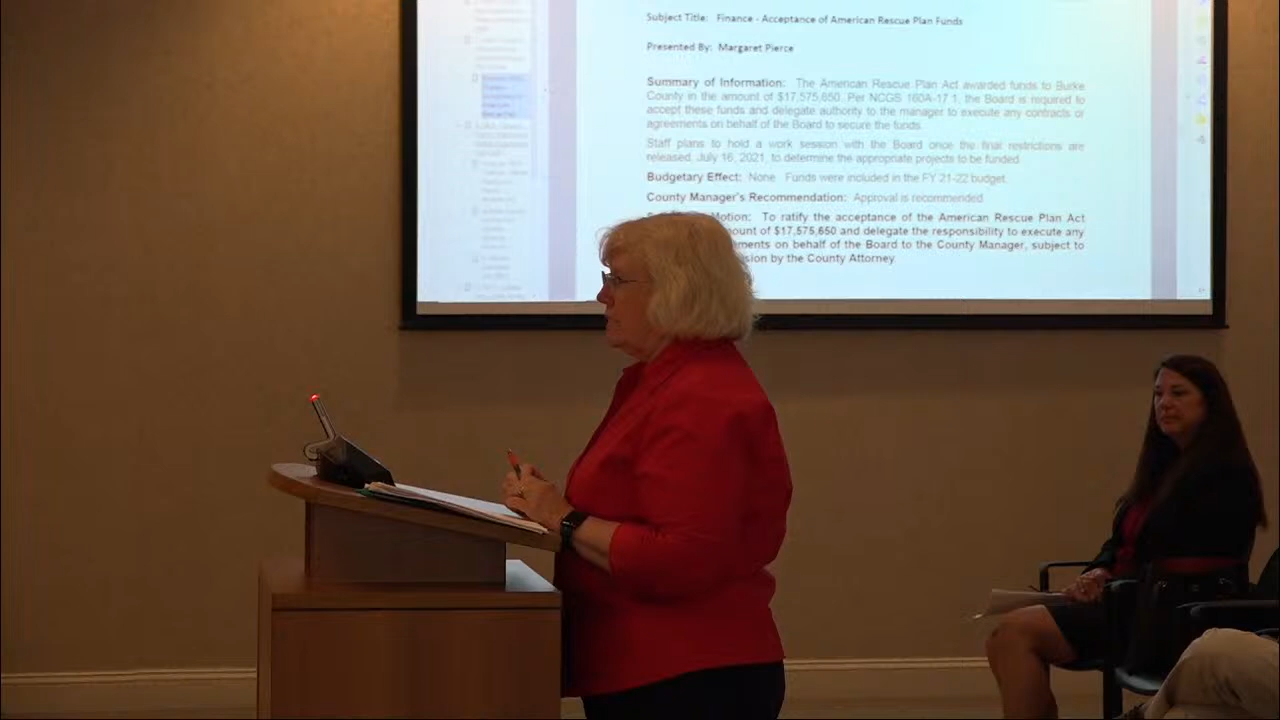 Subject Title: Finance - Acceptance of American Rescue Plan Funds
Presented By: Margaret Pierce
Summary of Information: The American Rescue Plan Act awarded funds to Burke
County in the amount of $17,575,650. Per NCGS 160A-17.1, the Board is required to
accept these funds and delegate authority to the manager to execute any contracts or
agreements on behalf of the Board to secure the funds.
Staff plans to hold a work session with the Board once the final restrictions are
released, July 16, 2021, to determine the appropriate projects to be funded.
Budgetary Effect: None. Funds were included in the FY 21-22 budget.
County Manager's Recommendation: Approval is recommended
Motion: To ratify the acceptance of the American Rescue Plan Act
amount of $17,575,650 and delegate the responsibility to execute any
ments on behalf of the Board to the County Manager, subject to
ision by the County Attorney.